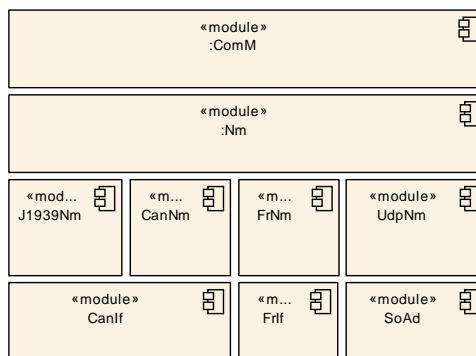 «module»
:ComM
«module»
:Nm
«mod...
J1939Nm
«m...
CanNm
«m...
FrNm
«module»
UdpNm
«module»
CanIf
«m...
FrIf
«module»
SoAd